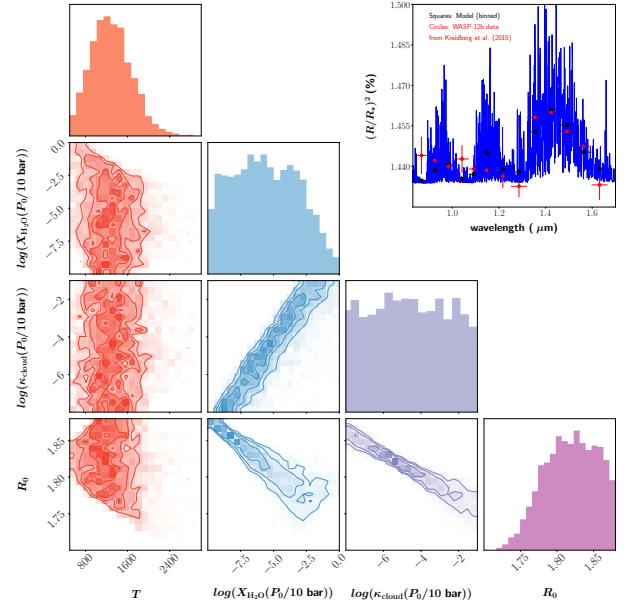 1.500
1.485
1.470
1.455
1.440
(R/R⋆)² (%)
Squares: Model (binned)
Circles: WASP-12b data
from Kreidberg et al. (2015)
1.0 1.2 1.4 1.6
wavelength ( μm)
0.0
−2.5
−5.0
−7.5
log(X_H₂O(P₀/10 bar))
−2
−4
−6
log(κ_cloud(P₀/10 bar))
1.85
1.80
1.75
R₀
800 1600 2400
−7.5 −5.0 −2.5 0.0
−6 −4 −2
1.75 1.80 1.85
T
log(X_H₂O(P₀/10 bar))
log(κ_cloud(P₀/10 bar))
R₀